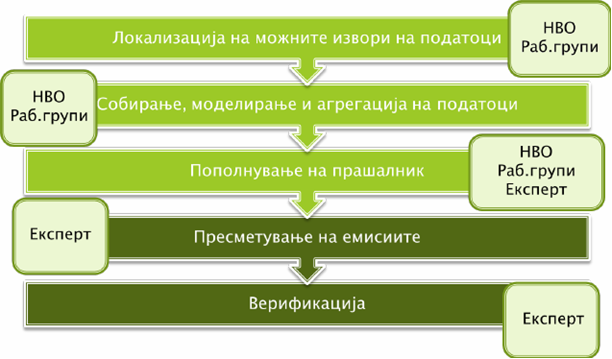 Локализација на можните извори на податоци
НВО
Раб.групи
НВО
Раб.групи
Собирање, моделирање и агрегација на податоци
Пополнување на прашалник
НВО
Раб.групи
Експерт
Експерт
Пресметување на емисиите
Верификација
Експерт